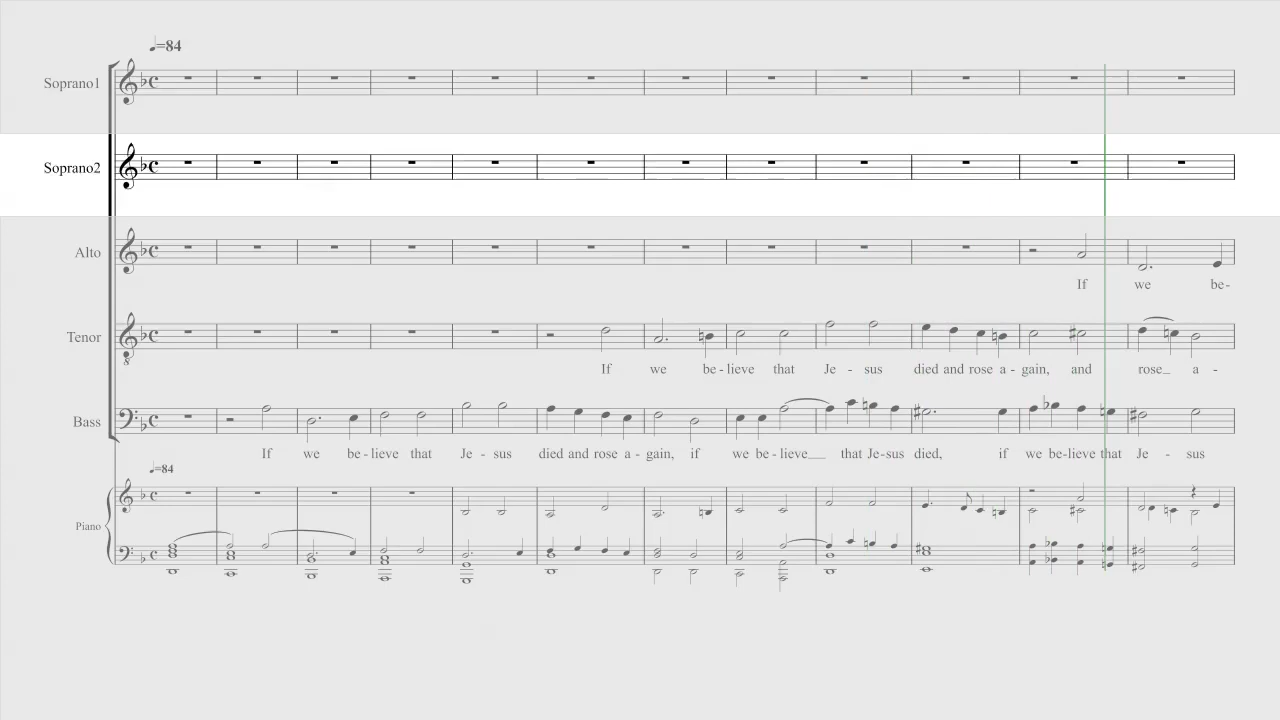 ♩=84
Soprano1
Soprano2
Alto
If we be-
Tenor
8
If we be - lieve that Je - sus died and rose a - gain, and rose_ a -
Bass
If we be - lieve that Je - sus died and rose a - gain, if we be - lieve___ that Je - sus died, if we be - lieve that Je - sus
♩=84
Piano